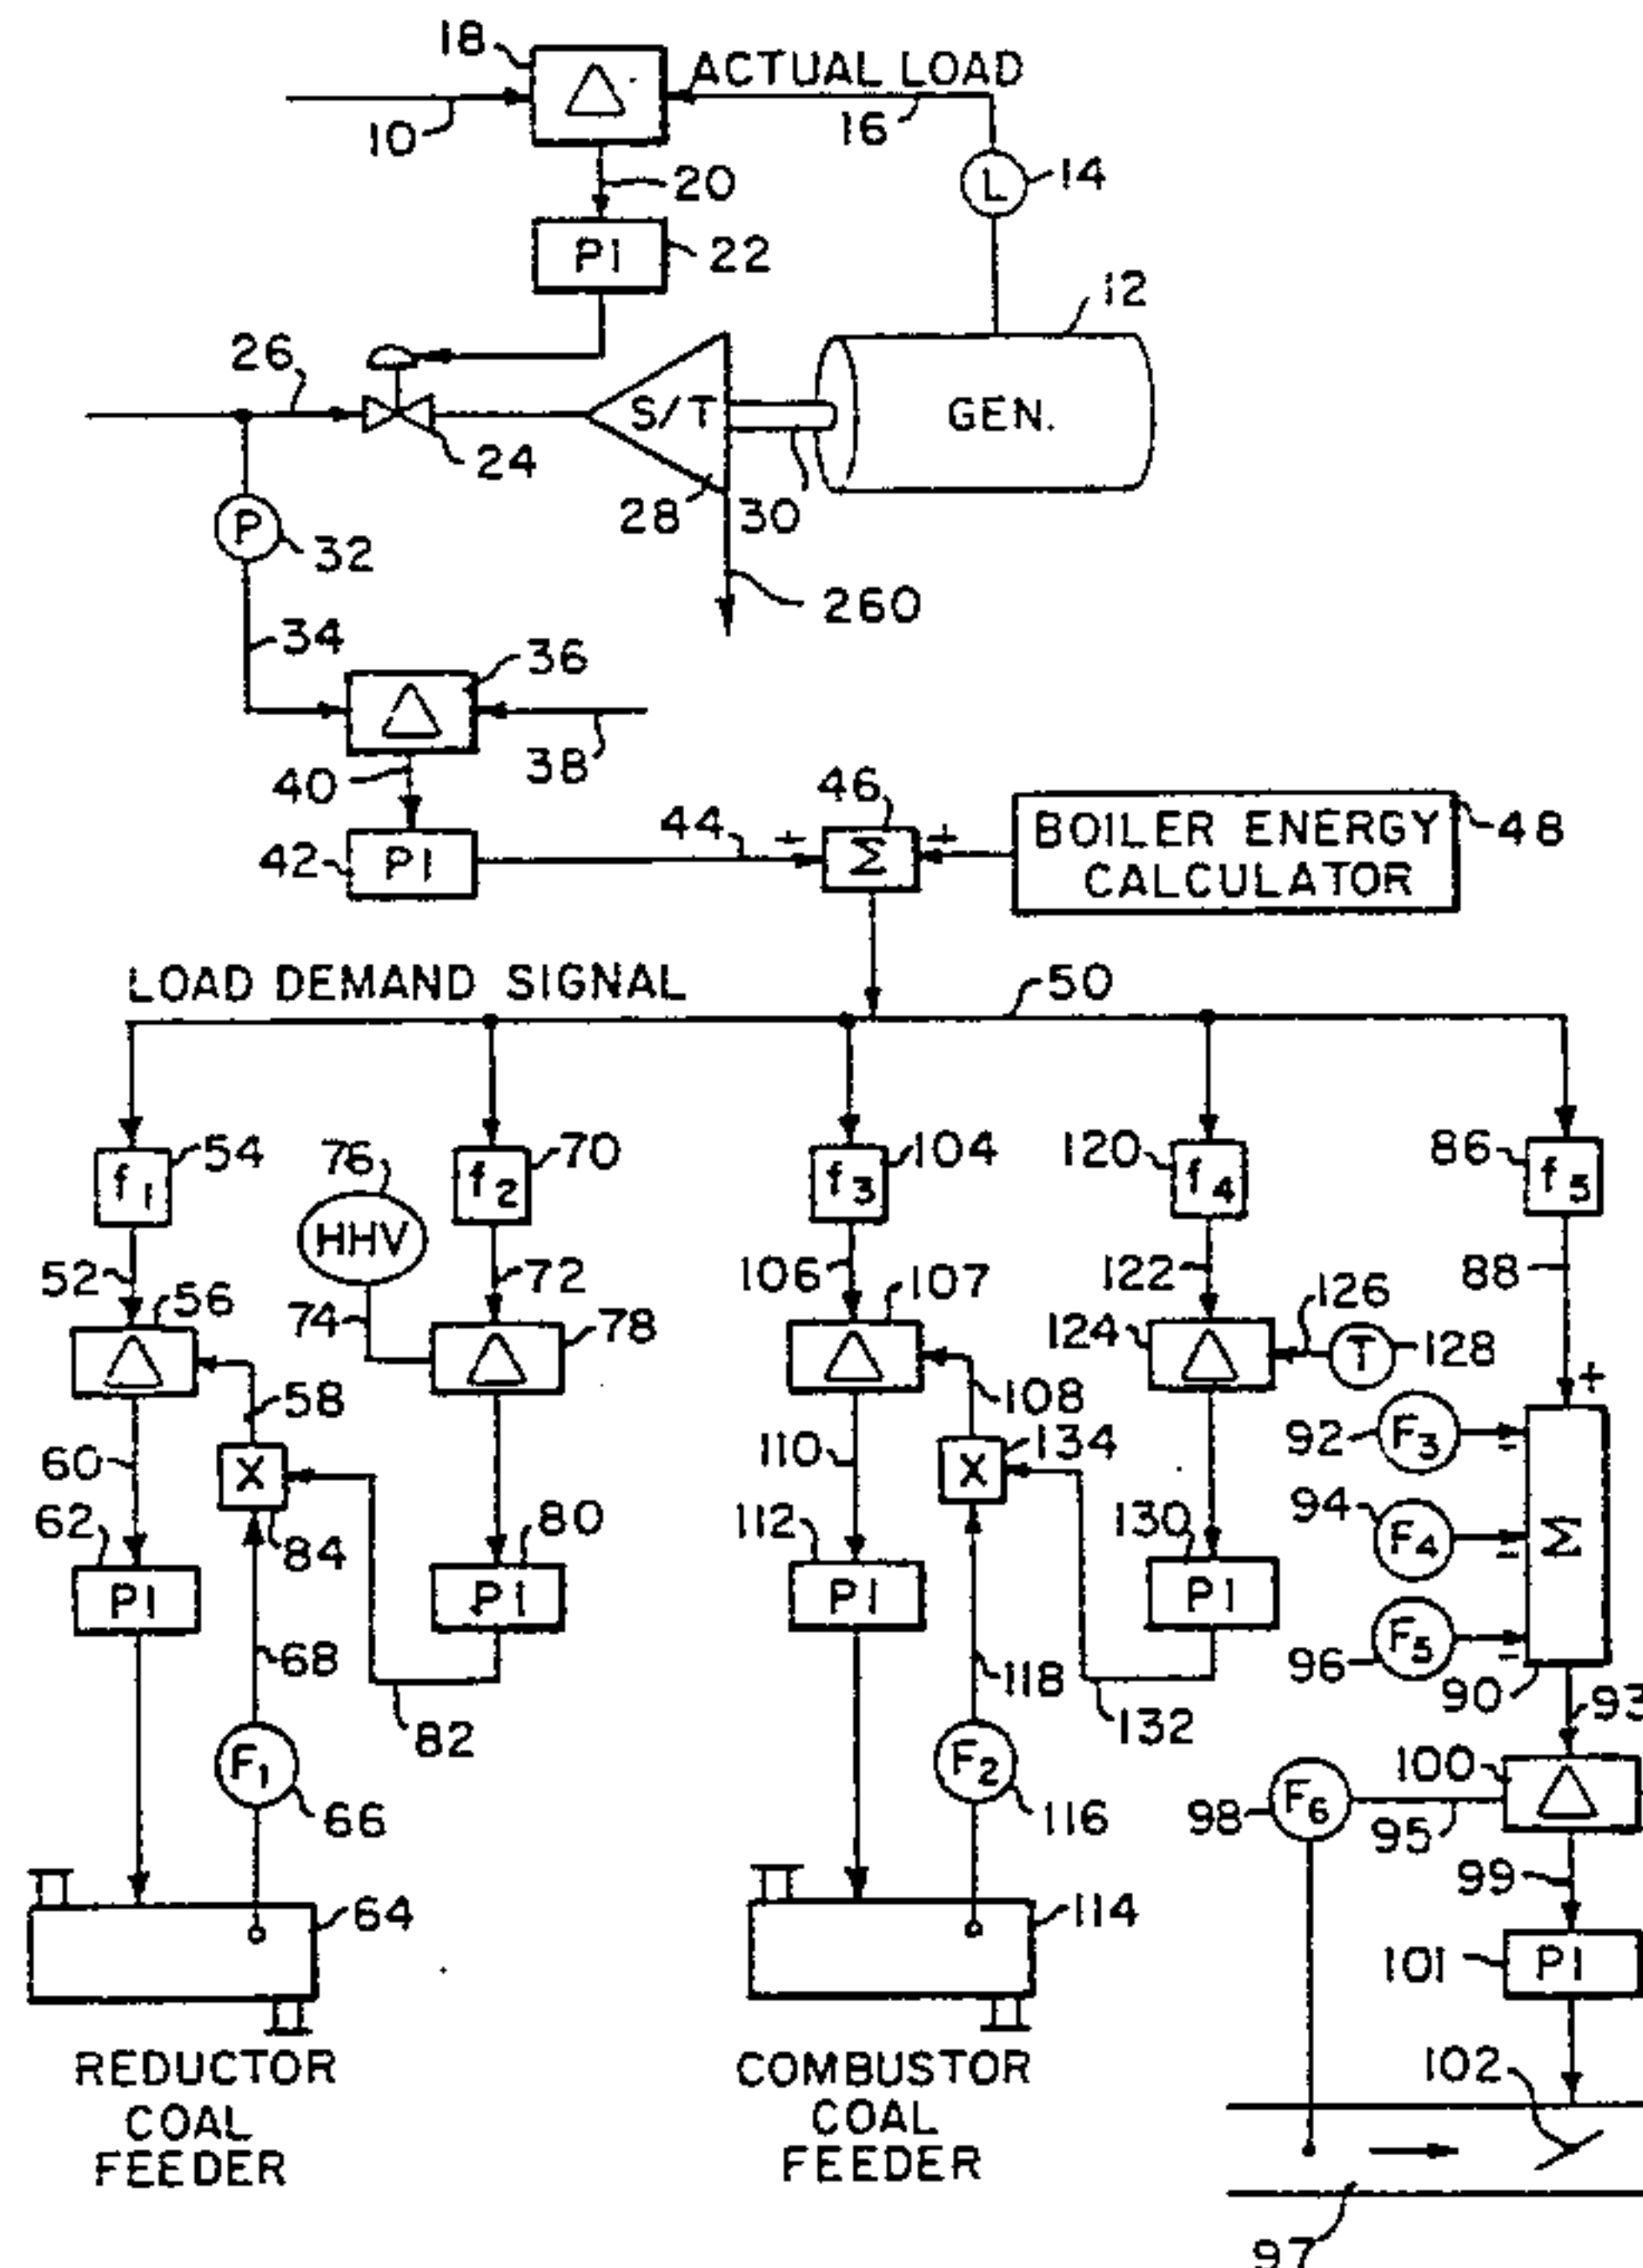 18
Δ
ACTUAL LOAD
10
16
20
L
14
PI
22
12
26
S/T
GEN.
24
28
30
P
32
260
34
36
Δ
38
40
46
44
+
+
BOILER ENERGY
CALCULATOR
48
42
PI
Σ
LOAD DEMAND SIGNAL
50
f1
54
76
f2
70
f3
104
120
f4
86
f5
HHV
52
72
106
122
88
56
74
78
107
124
126
Δ
Δ
Δ
Δ
T
128
58
108
+
60
X
110
X
134
92
F3
-
62
84
80
112
130
94
F4
-
Σ
PI
PI
PI
PI
96
F5
-
68
82
118
132
90
93
F1
66
F2
116
98
F6
95
100
Δ
99
64
114
101
PI
REDUCTOR
COAL
FEEDER
COMBUSTOR
COAL
FEEDER
102
97